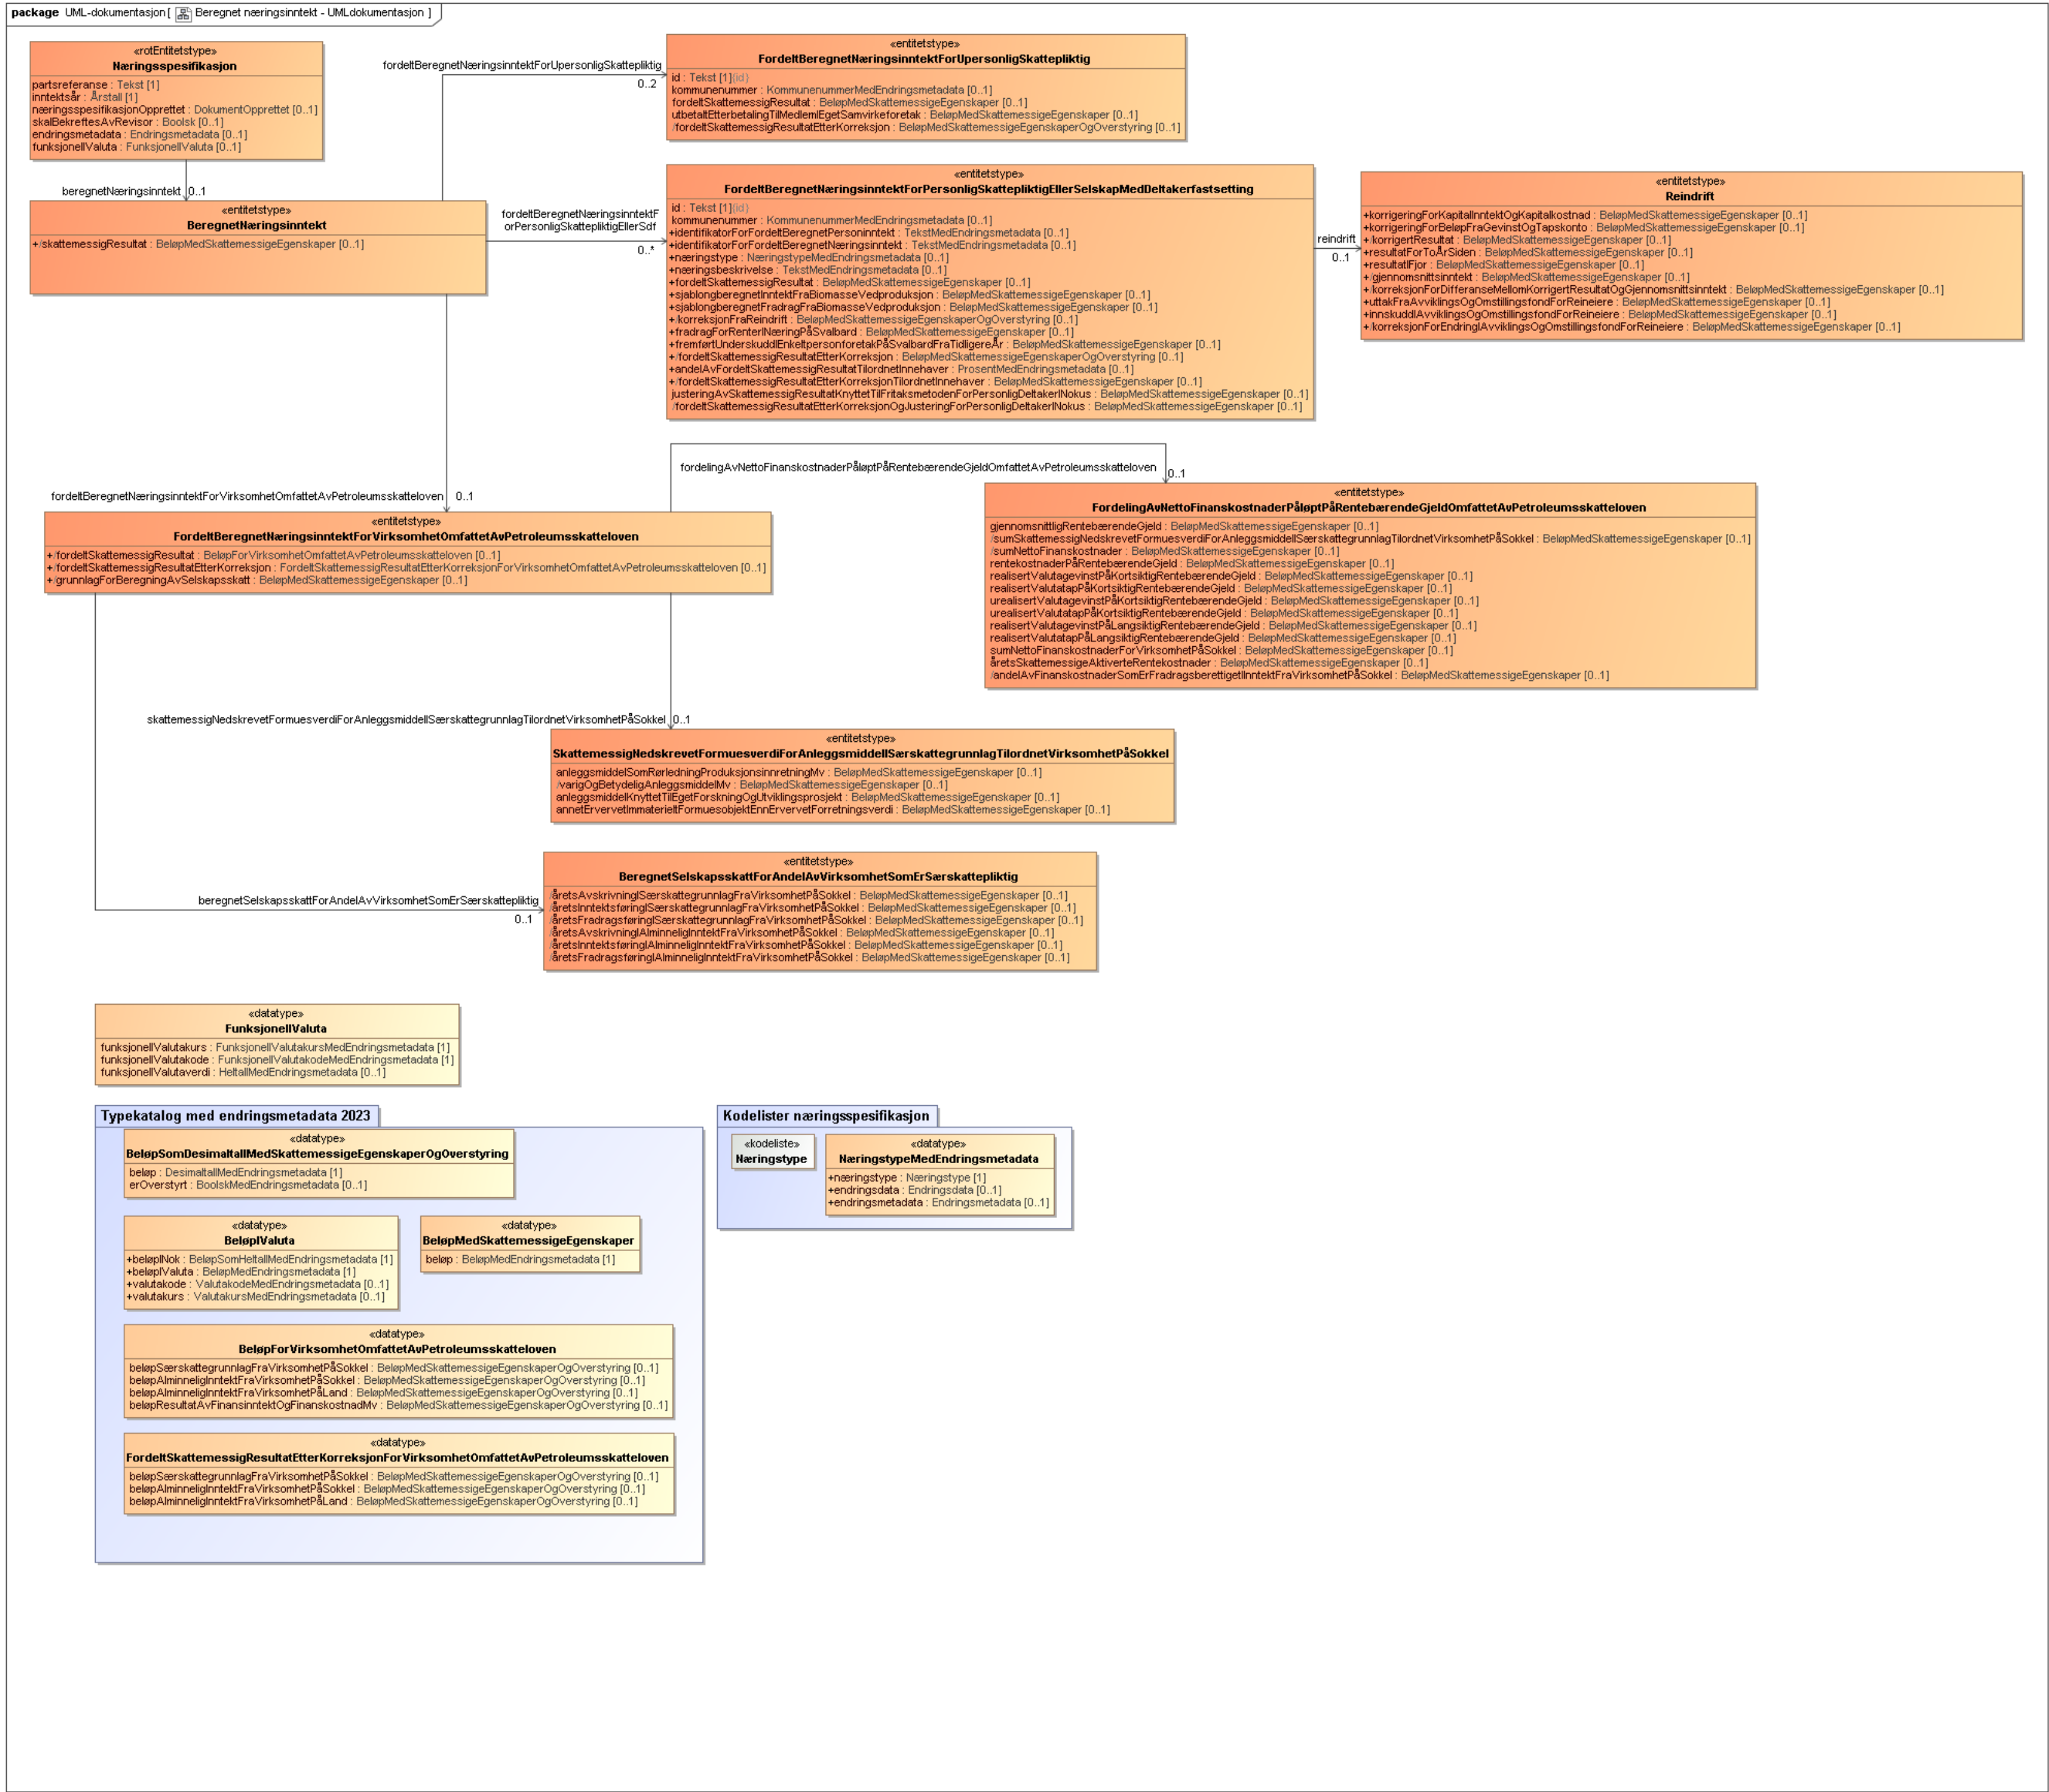 package UML-dokumentasjon [ Beregnet næringsinntekt - UMLdokumentasjon ]
«rotEntitetstype»
Næringsspesifikasjon
partsreferanse : Tekst [1]
inntektsår : Årstall [1]
næringsspesifikasjonOpprettet : DokumentOpprettet [0..1]
skalBekreftesAvRevisor : Boolsk [0..1]
endringsmetadata : Endringsmetadata [0..1]
funksjonellValuta : FunksjonellValuta [0..1]
beregnetNæringsinntekt 0..1
«entitetstype»
BeregnetNæringsinntekt
+/skattemessigResultat : BeløpMedSkattemessigeEgenskaper [0..1]
fordeltBeregnetNæringsinntektForUpersonligSkattepliktig
0..2
«entitetstype»
FordeltBeregnetNæringsinntektForUpersonligSkattepliktig
id : Tekst [1]{id}
kommunenummer : KommunenummerMedEndringsmetadata [0..1]
fordeltSkattemessigResultat : BeløpMedSkattemessigeEgenskaper [0..1]
utbetaltEtterbetalingTilMedlemIEgetSamvirkeforetak : BeløpMedSkattemessigeEgenskaper [0..1]
/fordeltSkattemessigResultatEtterKorreksjon : BeløpMedSkattemessigeEgenskaperOgOverstyring [0..1]
fordeltBeregnetNæringsinntektF
orPersonligSkattepliktigEllerSdf
0..*
«entitetstype»
FordeltBeregnetNæringsinntektForPersonligSkattepliktigEllerSelskapMedDeltakerfastsetting
id : Tekst [1]{id}
kommunenummer : KommunenummerMedEndringsmetadata [0..1]
+identifikatorForFordeltBeregnetPersoninntekt : TekstMedEndringsmetadata [0..1]
+identifikatorForFordeltBeregnetNæringsinntekt : TekstMedEndringsmetadata [0..1]
+næringstype : NæringstypeMedEndringsmetadata [0..1]
+næringsbeskrivelse : TekstMedEndringsmetadata [0..1]
+fordeltSkattemessigResultat : BeløpMedSkattemessigeEgenskaper [0..1]
+sjablongberegnetInntektFraBiomasseVedproduksjon : BeløpMedSkattemessigeEgenskaper [0..1]
+sjablongberegnetFradragFraBiomasseVedproduksjon : BeløpMedSkattemessigeEgenskaper [0..1]
+/korreksjonFraReindrift : BeløpMedSkattemessigeEgenskaperOgOverstyring [0..1]
+fradragForRenterINæringPåSvalbard : BeløpMedSkattemessigeEgenskaper [0..1]
+fremførtUnderskuddIEnkeltpersonforetakPåSvalbardFraTidligereÅr : BeløpMedSkattemessigeEgenskaper [0..1]
+/fordeltSkattemessigResultatEtterKorreksjon : BeløpMedSkattemessigeEgenskaperOgOverstyring [0..1]
+andelAvFordeltSkattemessigResultatTilordnetInnehaver : ProsentMedEndringsmetadata [0..1]
+/fordeltSkattemessigResultatEtterKorreksjonTilordnetInnehaver : BeløpMedSkattemessigeEgenskaper [0..1]
justeringAvSkattemessigResultatKnyttetTilFritaksmetodenForPersonligDeltakerINokus : BeløpMedSkattemessigeEgenskaper [0..1]
/fordeltSkattemessigResultatEtterKorreksjonOgJusteringForPersonligDeltakerINokus : BeløpMedSkattemessigeEgenskaper [0..1]
reindrift
0..1
«entitetstype»
Reindrift
+korrigeringForKapitalInntektOgKapitalkostnad : BeløpMedSkattemessigeEgenskaper [0..1]
+korrigeringForBeløpFraGevinstOgTapskonto : BeløpMedSkattemessigeEgenskaper [0..1]
+/korrigertResultat : BeløpMedSkattemessigeEgenskaper [0..1]
+resultatForToÅrSiden : BeløpMedSkattemessigeEgenskaper [0..1]
+resultatIFjor : BeløpMedSkattemessigeEgenskaper [0..1]
+/gjennomsnittsinntekt : BeløpMedSkattemessigeEgenskaper [0..1]
+/korreksjonForDifferanseMellomKorrigertResultatOgGjennomsnittsinntekt : BeløpMedSkattemessigeEgenskaper [0..1]
+uttakFraAvviklingsOgOmstillingsfondForReineiere : BeløpMedSkattemessigeEgenskaper [0..1]
+innskuddIAvviklingsOgOmstillingsfondForReineiere : BeløpMedSkattemessigeEgenskaper [0..1]
+/korreksjonForEndringIAvviklingsOgOmstillingsfondForReineiere : BeløpMedSkattemessigeEgenskaper [0..1]
fordelingAvNettoFinanskostnaderPåløptPåRentebærendeGjeldOmfattetAvPetroleumsskatteloven
0..1
fordeltBeregnetNæringsinntektForVirksomhetOmfattetAvPetroleumsskatteloven 0..1
«entitetstype»
FordeltBeregnetNæringsinntektForVirksomhetOmfattetAvPetroleumsskatteloven
+/fordeltSkattemessigResultat : BeløpForVirksomhetOmfattetAvPetroleumsskatteloven [0..1]
+/fordeltSkattemessigResultatEtterKorreksjon : FordeltSkattemessigResultatEtterKorreksjonForVirksomhetOmfattetAvPetroleumsskatteloven [0..1]
+/grunnlagForBeregningAvSelskapsskatt : BeløpMedSkattemessigeEgenskaper [0..1]
«entitetstype»
FordelingAvNettoFinanskostnaderPåløptPåRentebærendeGjeldOmfattetAvPetroleumsskatteloven
gjennomsnittligRentebærendeGjeld : BeløpMedSkattemessigeEgenskaper [0..1]
/sumSkattemessigNedskrevetFormuesverdiForAnleggsmiddelISærskattegrunnlagTilordnetVirksomhetPåSokkel : BeløpMedSkattemessigeEgenskaper [0..1]
/sumNettoFinanskostnader : BeløpMedSkattemessigeEgenskaper [0..1]
rentekostnaderPåRentebærendeGjeld : BeløpMedSkattemessigeEgenskaper [0..1]
realisertValutagevinstPåKortsiktigRentebærendeGjeld : BeløpMedSkattemessigeEgenskaper [0..1]
realisertValutatapPåKortsiktigRentebærendeGjeld : BeløpMedSkattemessigeEgenskaper [0..1]
urealisertValutagevinstPåKortsiktigRentebærendeGjeld : BeløpMedSkattemessigeEgenskaper [0..1]
urealisertValutatapPåKortsiktigRentebærendeGjeld : BeløpMedSkattemessigeEgenskaper [0..1]
realisertValutagevinstPåLangsiktigRentebærendeGjeld : BeløpMedSkattemessigeEgenskaper [0..1]
realisertValutatapPåLangsiktigRentebærendeGjeld : BeløpMedSkattemessigeEgenskaper [0..1]
sumNettoFinanskostnaderForVirksomhetPåSokkel : BeløpMedSkattemessigeEgenskaper [0..1]
åretsSkattemessigeAktiverteRentekostnader : BeløpMedSkattemessigeEgenskaper [0..1]
/andelAvFinanskostnaderSomErFradragsberettigetIInntektFraVirksomhetPåSokkel : BeløpMedSkattemessigeEgenskaper [0..1]
skattemessigNedskrevetFormuesverdiForAnleggsmiddelISærskattegrunnlagTilordnetVirksomhetPåSokkel 0..1
«entitetstype»
SkattemessigNedskrevetFormuesverdiForAnleggsmiddelISærskattegrunnlagTilordnetVirksomhetPåSokkel
anleggsmiddelSomRørledningProduksjonsinnretningMv : BeløpMedSkattemessigeEgenskaper [0..1]
/varigOgBetydeligAnleggsmiddelMv : BeløpMedSkattemessigeEgenskaper [0..1]
anleggsmiddelKnyttetTilEgetForskningOgUtviklingsprosjekt : BeløpMedSkattemessigeEgenskaper [0..1]
annetErvervetImmaterieltFormuesobjektEnnErvervetForretningsverdi : BeløpMedSkattemessigeEgenskaper [0..1]
beregnetSelskapsskattForAndelAvVirksomhetSomErSærskattepliktig
0..1
«entitetstype»
BeregnetSelskapsskattForAndelAvVirksomhetSomErSærskattepliktig
/åretsAvskrivningISærskattegrunnlagFraVirksomhetPåSokkel : BeløpMedSkattemessigeEgenskaper [0..1]
/åretsInntektsføringISærskattegrunnlagFraVirksomhetPåSokkel : BeløpMedSkattemessigeEgenskaper [0..1]
/åretsFradragsføringISærskattegrunnlagFraVirksomhetPåSokkel : BeløpMedSkattemessigeEgenskaper [0..1]
/åretsAvskrivningIAlminneligInntektFraVirksomhetPåSokkel : BeløpMedSkattemessigeEgenskaper [0..1]
/åretsInntektsføringIAlminneligInntektFraVirksomhetPåSokkel : BeløpMedSkattemessigeEgenskaper [0..1]
/åretsFradragsføringIAlminneligInntektFraVirksomhetPåSokkel : BeløpMedSkattemessigeEgenskaper [0..1]
«datatype»
FunksjonellValuta
funksjonellValutakurs : FunksjonellValutakursMedEndringsmetadata [1]
funksjonellValutakode : FunksjonellValutakodeMedEndringsmetadata [1]
funksjonellValutaverdi : HeltallMedEndringsmetadata [0..1]
Typekatalog med endringsmetadata 2023
«datatype»
BeløpSomDesimaltallMedSkattemessigeEgenskaperOgOverstyring
beløp : DesimaltallMedEndringsmetadata [1]
erOverstyrt : BoolskMedEndringsmetadata [0..1]
«datatype»
BeløpIValuta
+beløpINok : BeløpSomHeltallMedEndringsmetadata [1]
+beløpIValuta : BeløpMedEndringsmetadata [1]
+valutakode : ValutakodeMedEndringsmetadata [0..1]
+valutakurs : ValutakursMedEndringsmetadata [0..1]
«datatype»
BeløpMedSkattemessigeEgenskaper
beløp : BeløpMedEndringsmetadata [1]
«datatype»
BeløpForVirksomhetOmfattetAvPetroleumsskatteloven
beløpSærskattegrunnlagFraVirksomhetPåSokkel : BeløpMedSkattemessigeEgenskaperOgOverstyring [0..1]
beløpAlminneligInntektFraVirksomhetPåSokkel : BeløpMedSkattemessigeEgenskaperOgOverstyring [0..1]
beløpAlminneligInntektFraVirksomhetPåLand : BeløpMedSkattemessigeEgenskaperOgOverstyring [0..1]
beløpResultatAvFinansinntektOgFinanskostnadMv : BeløpMedSkattemessigeEgenskaperOgOverstyring [0..1]
«datatype»
FordeltSkattemessigResultatEtterKorreksjonForVirksomhetOmfattetAvPetroleumsskatteloven
beløpSærskattegrunnlagFraVirksomhetPåSokkel : BeløpMedSkattemessigeEgenskaperOgOverstyring [0..1]
beløpAlminneligInntektFraVirksomhetPåSokkel : BeløpMedSkattemessigeEgenskaperOgOverstyring [0..1]
beløpAlminneligInntektFraVirksomhetPåLand : BeløpMedSkattemessigeEgenskaperOgOverstyring [0..1]
Kodelister næringsspesifikasjon
«kodeliste»
Næringstype
«datatype»
NæringstypeMedEndringsmetadata
+næringstype : Næringstype [1]
+endringsdata : Endringsdata [0..1]
+endringsmetadata : Endringsmetadata [0..1]